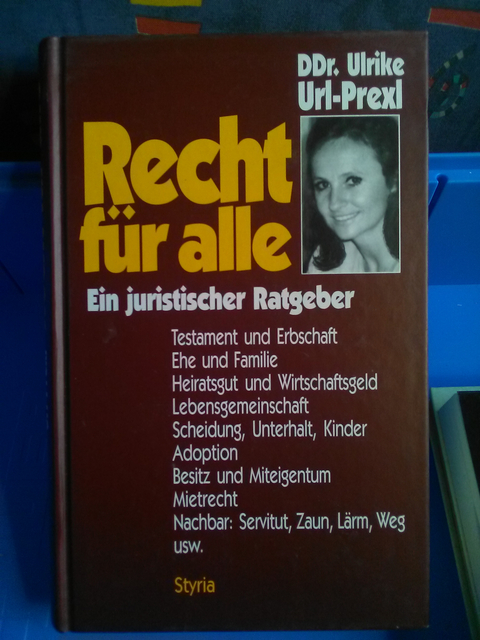 DDr. Ulrike
Url-Prexl
Recht
für alle
Ein juristischer Ratgeber
Testament und Erbschaft
Ehe und Familie
Heiratsgut und Wirtschaftsgeld
Lebensgemeinschaft
Scheidung, Unterhalt, Kinder
Adoption
Besitz und Miteigentum
Mietrecht
Nachbar: Servitut, Zaun, Lärm, Weg
usw.
Styria